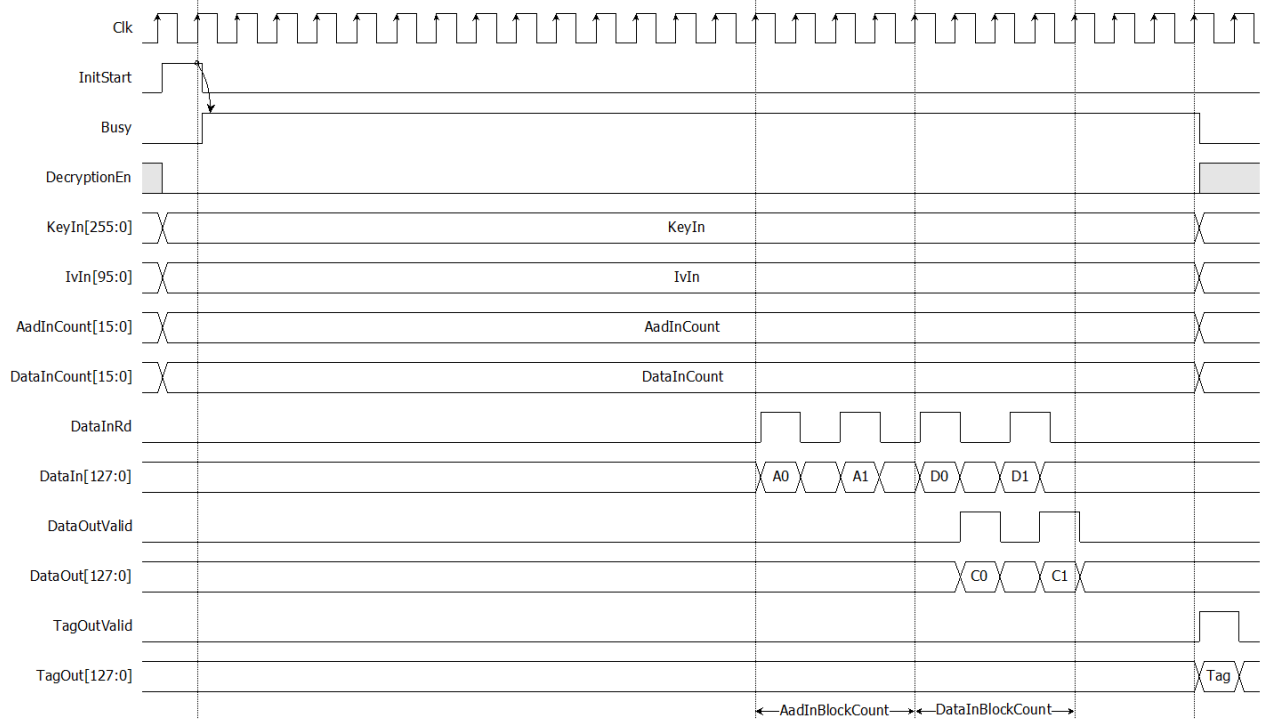 Clk
InitStart
Busy
DecryptionEn
KeyIn[255:0] KeyIn
IvIn[95:0] IvIn
AadInCount[15:0] AadInCount
DataInCount[15:0] DataInCount
DataInRd
DataIn[127:0] A0 A1 D0 D1
DataOutValid
DataOut[127:0] C0 C1
TagOutValid
TagOut[127:0] Tag
AadInBlockCount DataInBlockCount